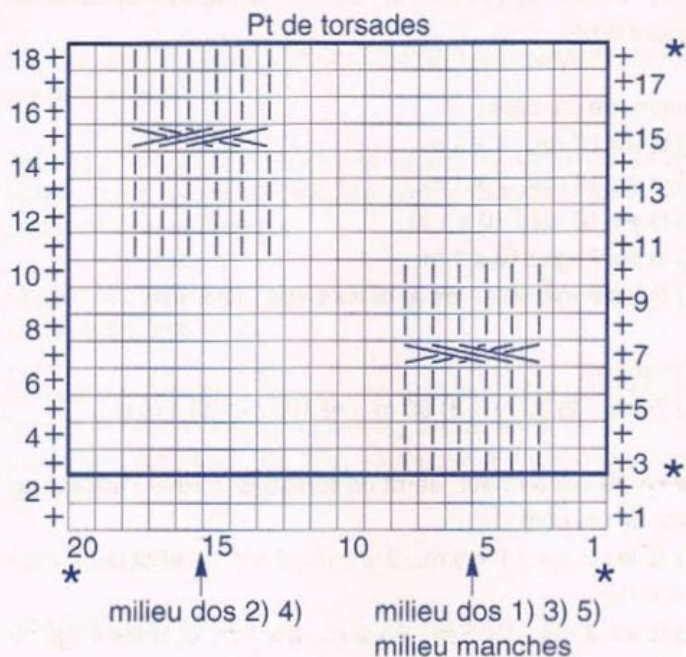 Pt de torsades
18 + + *
+ + 17
16 + +
+ + 15
14 + +
+ + 13
12 + +
+ + 11
10 + +
+ + 9
8 + +
+ + 7
6 + +
+ + 5
4 + +
+ + 3 *
2 + +
+ + 1
20 15 10 5 1
* *
milieu dos 2) 4) milieu dos 1) 3) 5)
milieu manches